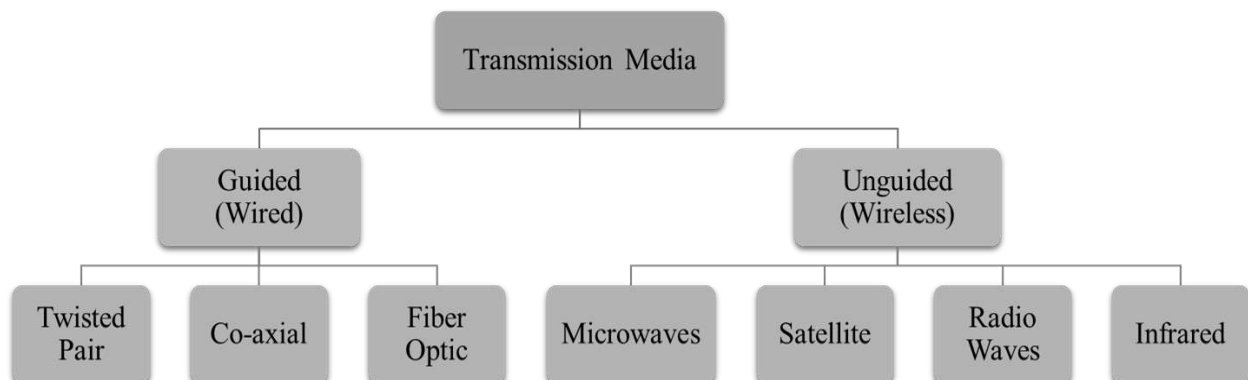 Transmission Media
Guided
(Wired)
Unguided
(Wireless)
Twisted
Pair
Co-axial
Fiber
Optic
Microwaves
Satellite
Radio
Waves
Infrared